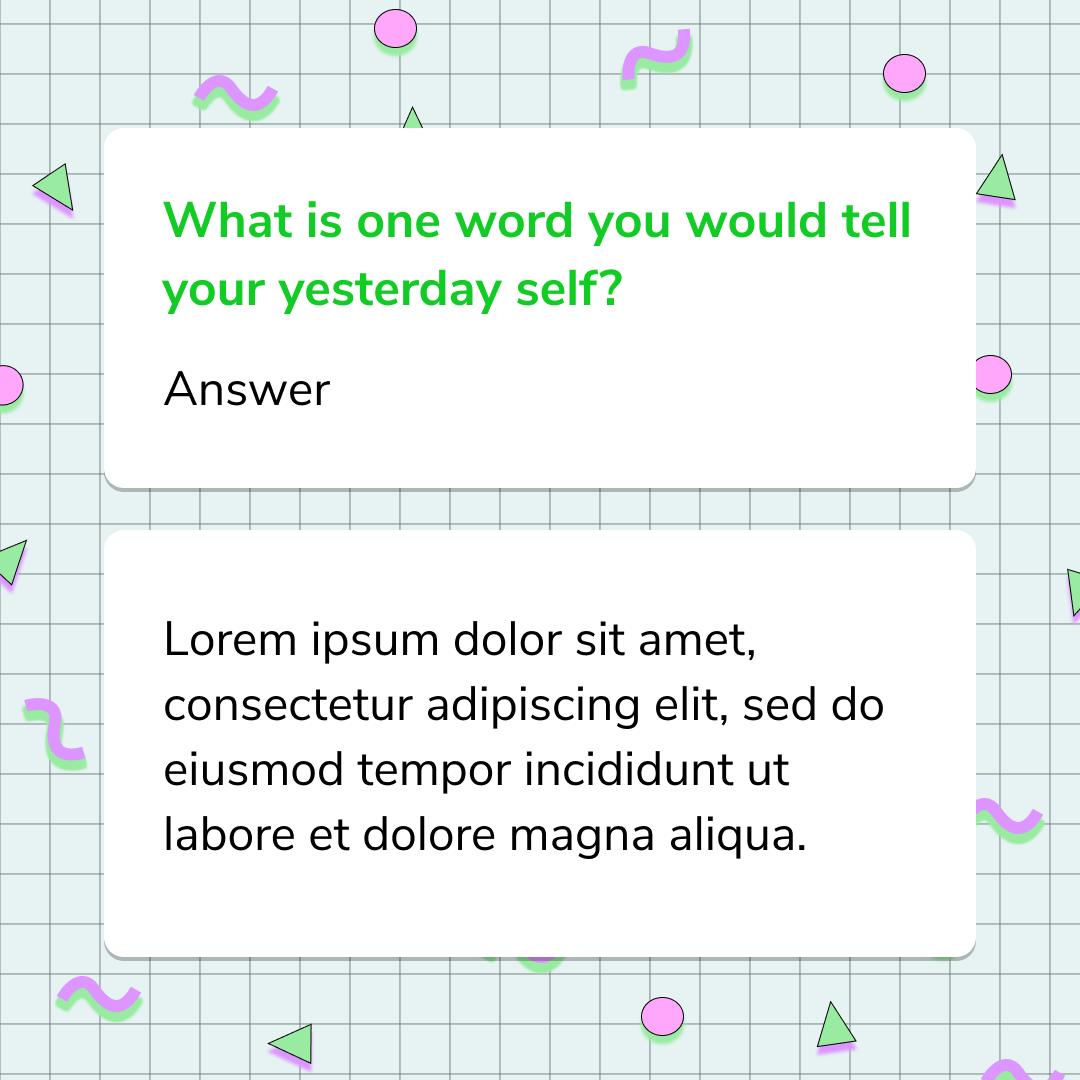 What is one word you would tell
your yesterday self?
Answer
Lorem ipsum dolor sit amet,
consectetur adipiscing elit, sed do
eiusmod tempor incididunt ut
labore et dolore magna aliqua.